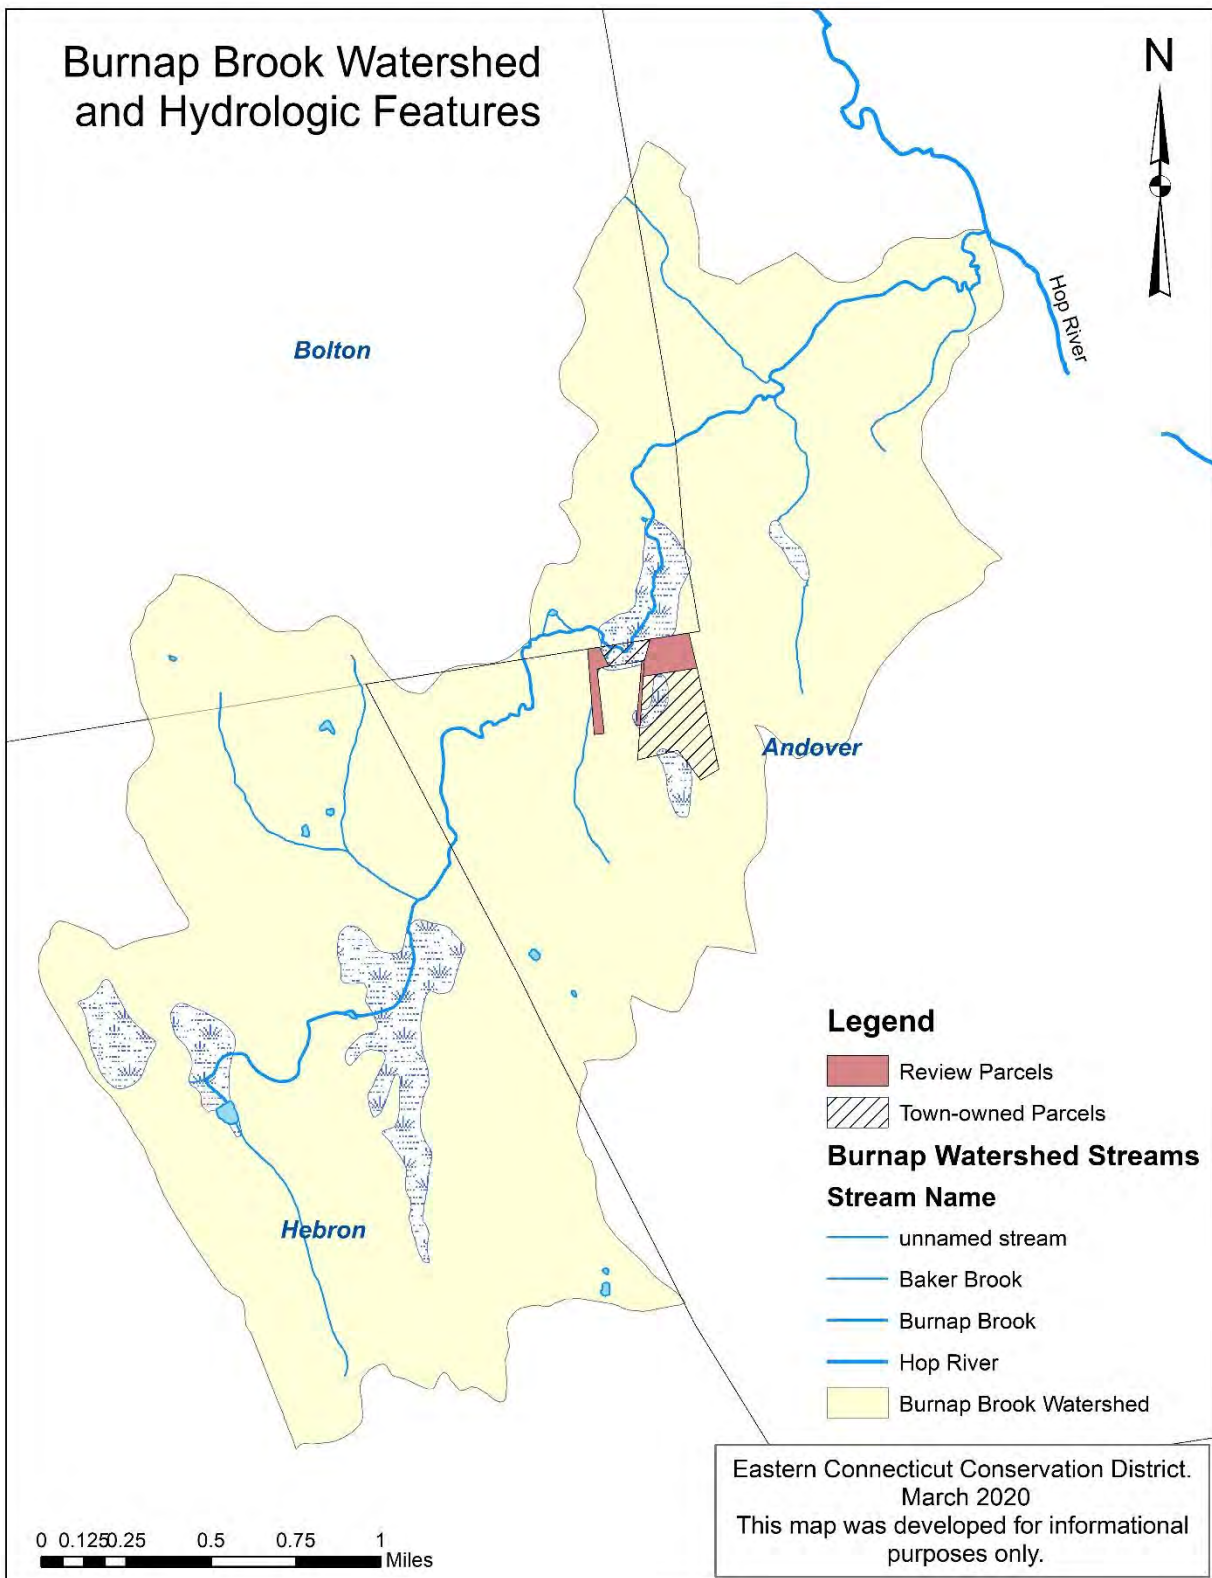 Burnap Brook Watershed
and Hydrologic Features
N
Hop River
Bolton
Andover
Hebron
Legend
Review Parcels
Town-owned Parcels
Burnap Watershed Streams
Stream Name
unnamed stream
Baker Brook
Burnap Brook
Hop River
Burnap Brook Watershed
Eastern Connecticut Conservation District.
March 2020
This map was developed for informational
purposes only.
0 0.125 0.25 0.5 0.75 1
Miles